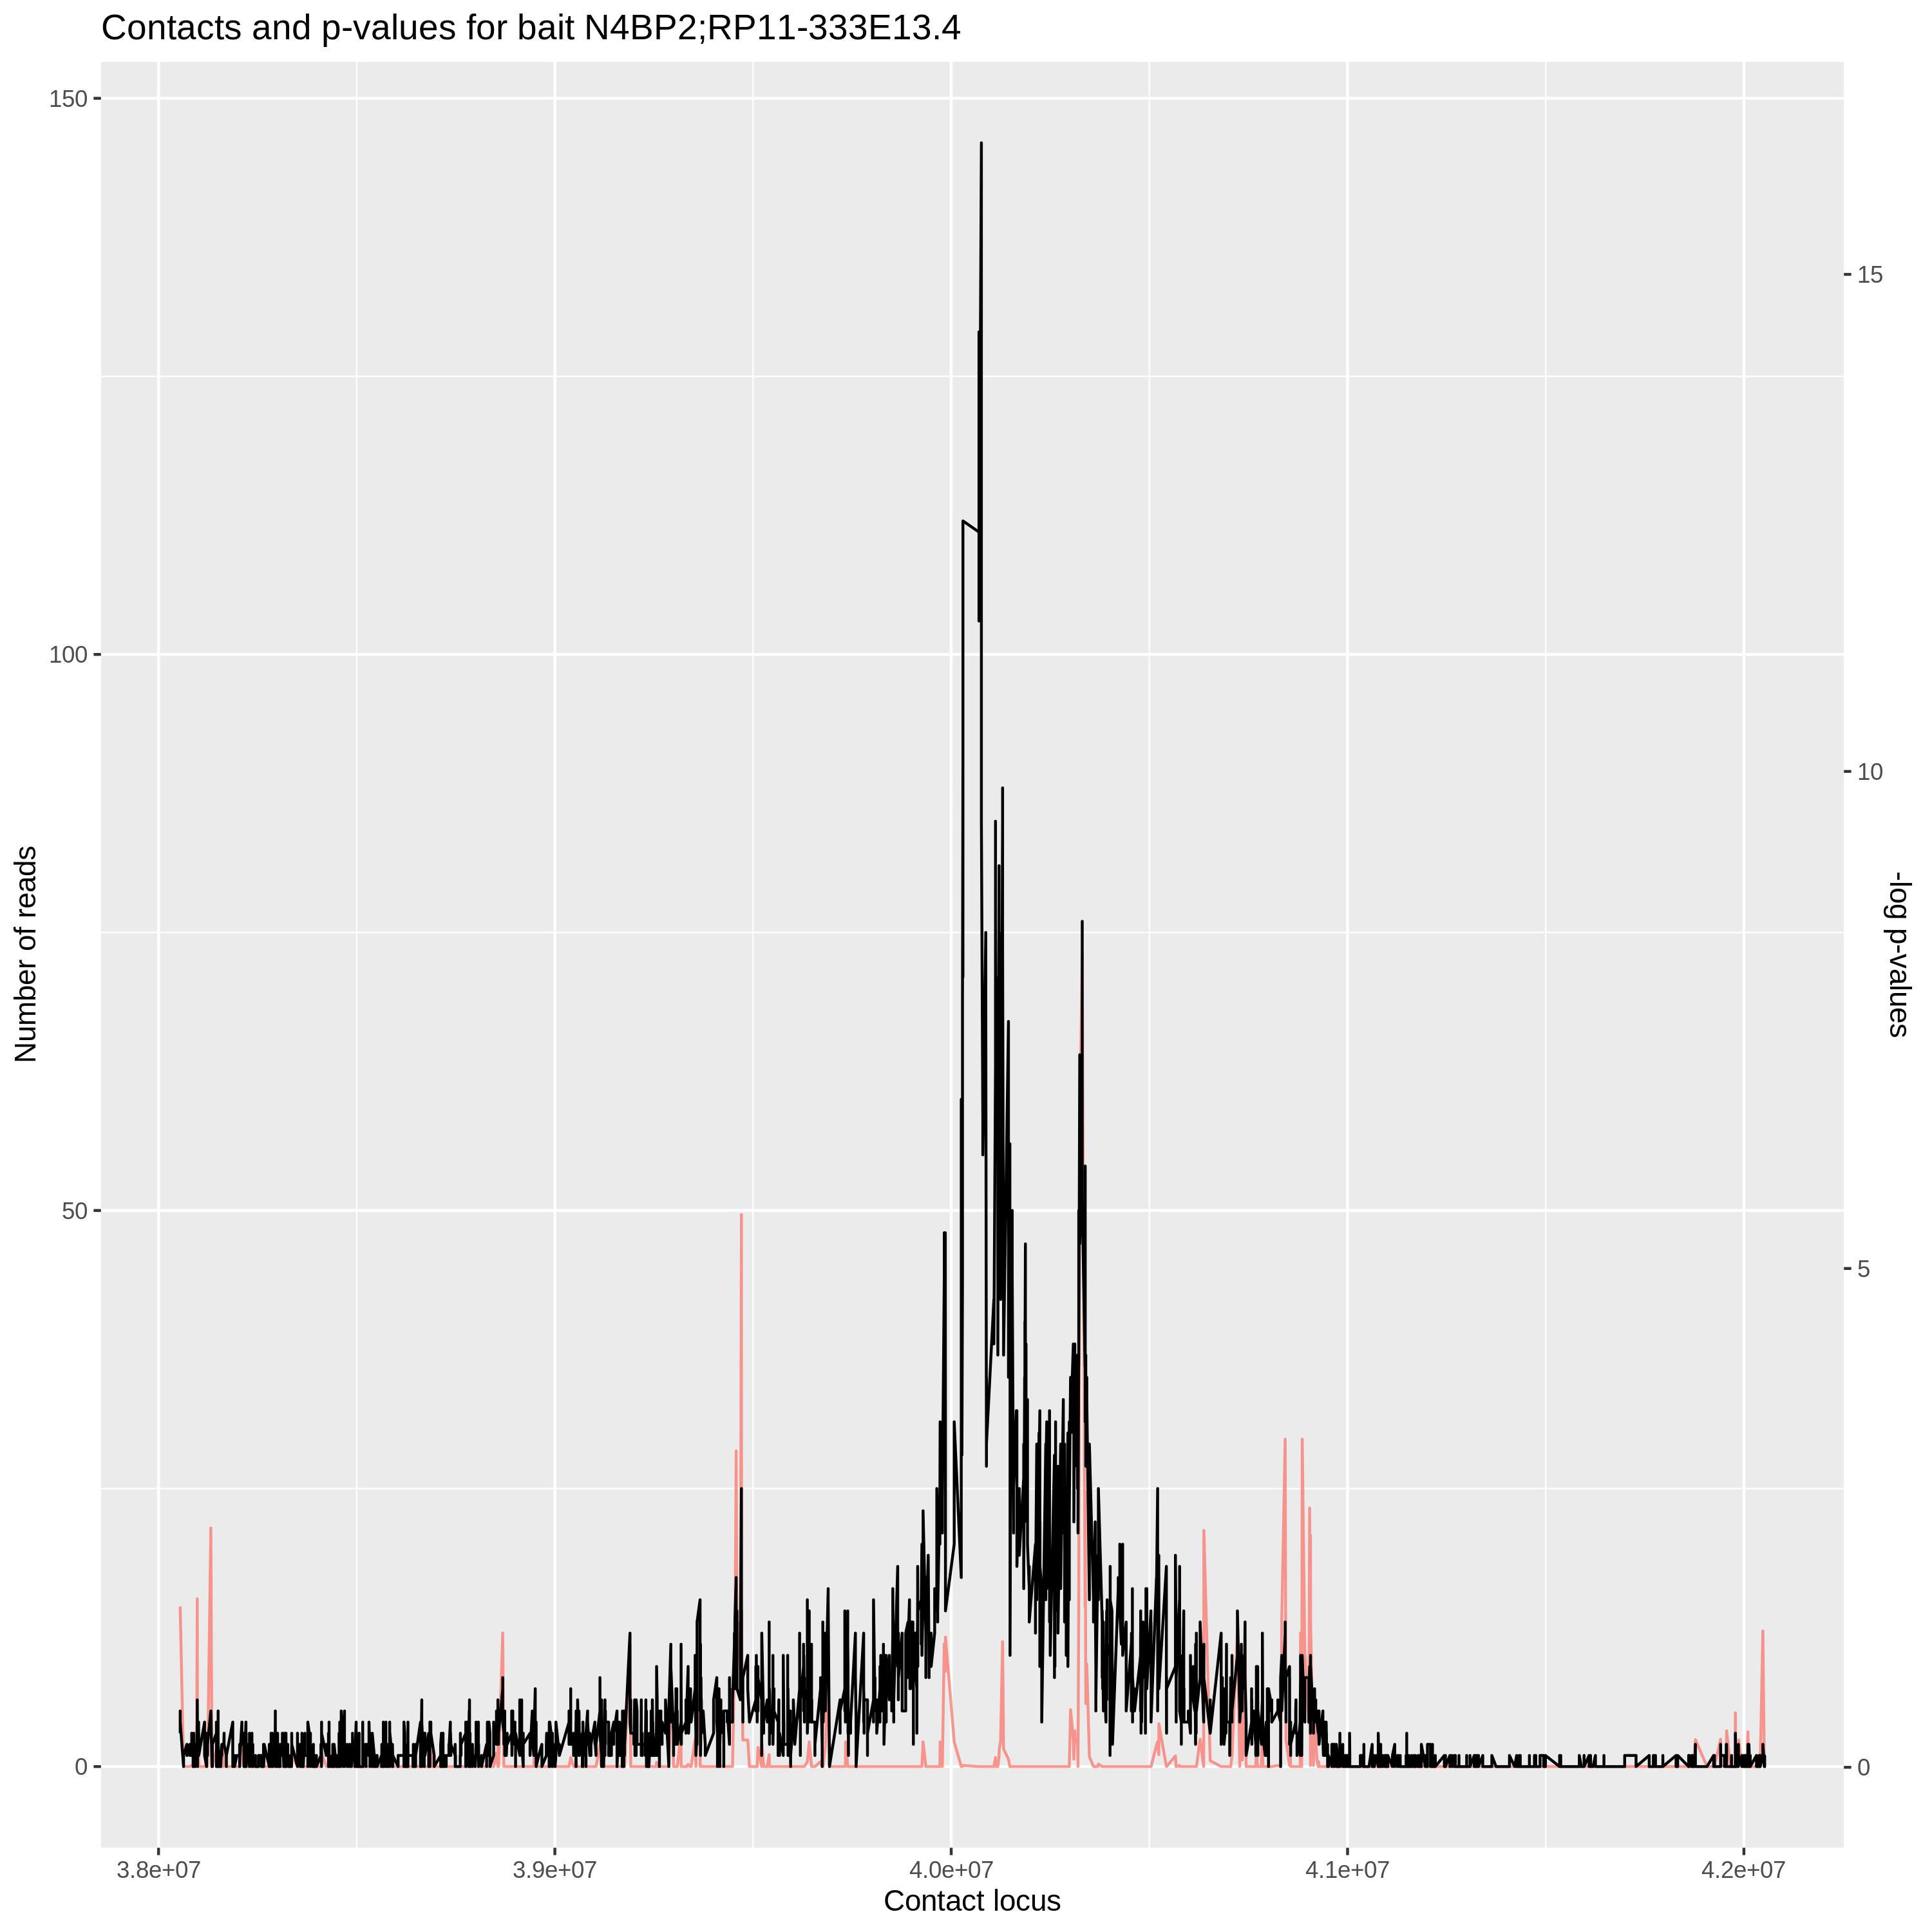 Contacts and p-values for bait N4BP2;RP11-333E13.4
150
100
50
0
Number of reads
15
10
5
0
-log p-values
3.8e+07
3.9e+07
4.0e+07
4.1e+07
4.2e+07
Contact locus